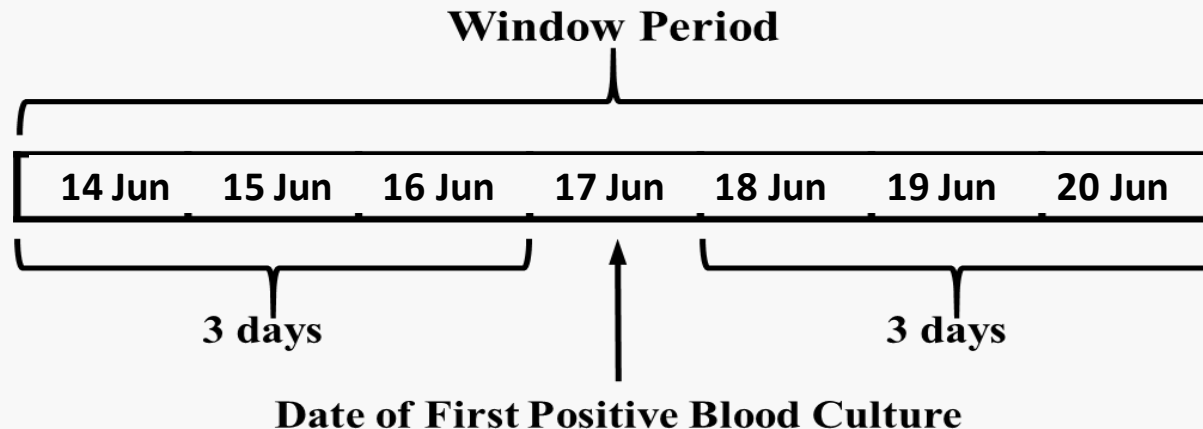 Window Period
14 Jun 15 Jun 16 Jun 17 Jun 18 Jun 19 Jun 20 Jun
3 days 3 days
Date of First Positive Blood Culture